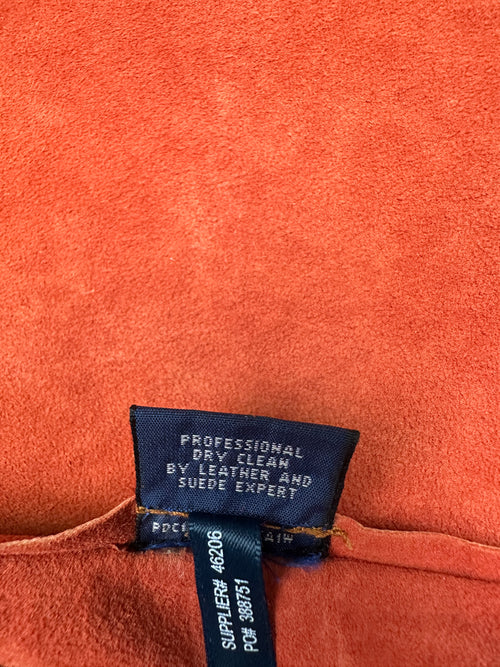 PROFESSIONAL
DRY CLEAN
BY LEATHER AND
SUEDE EXPERT
SUPPLIER# 46206
PO# 388751